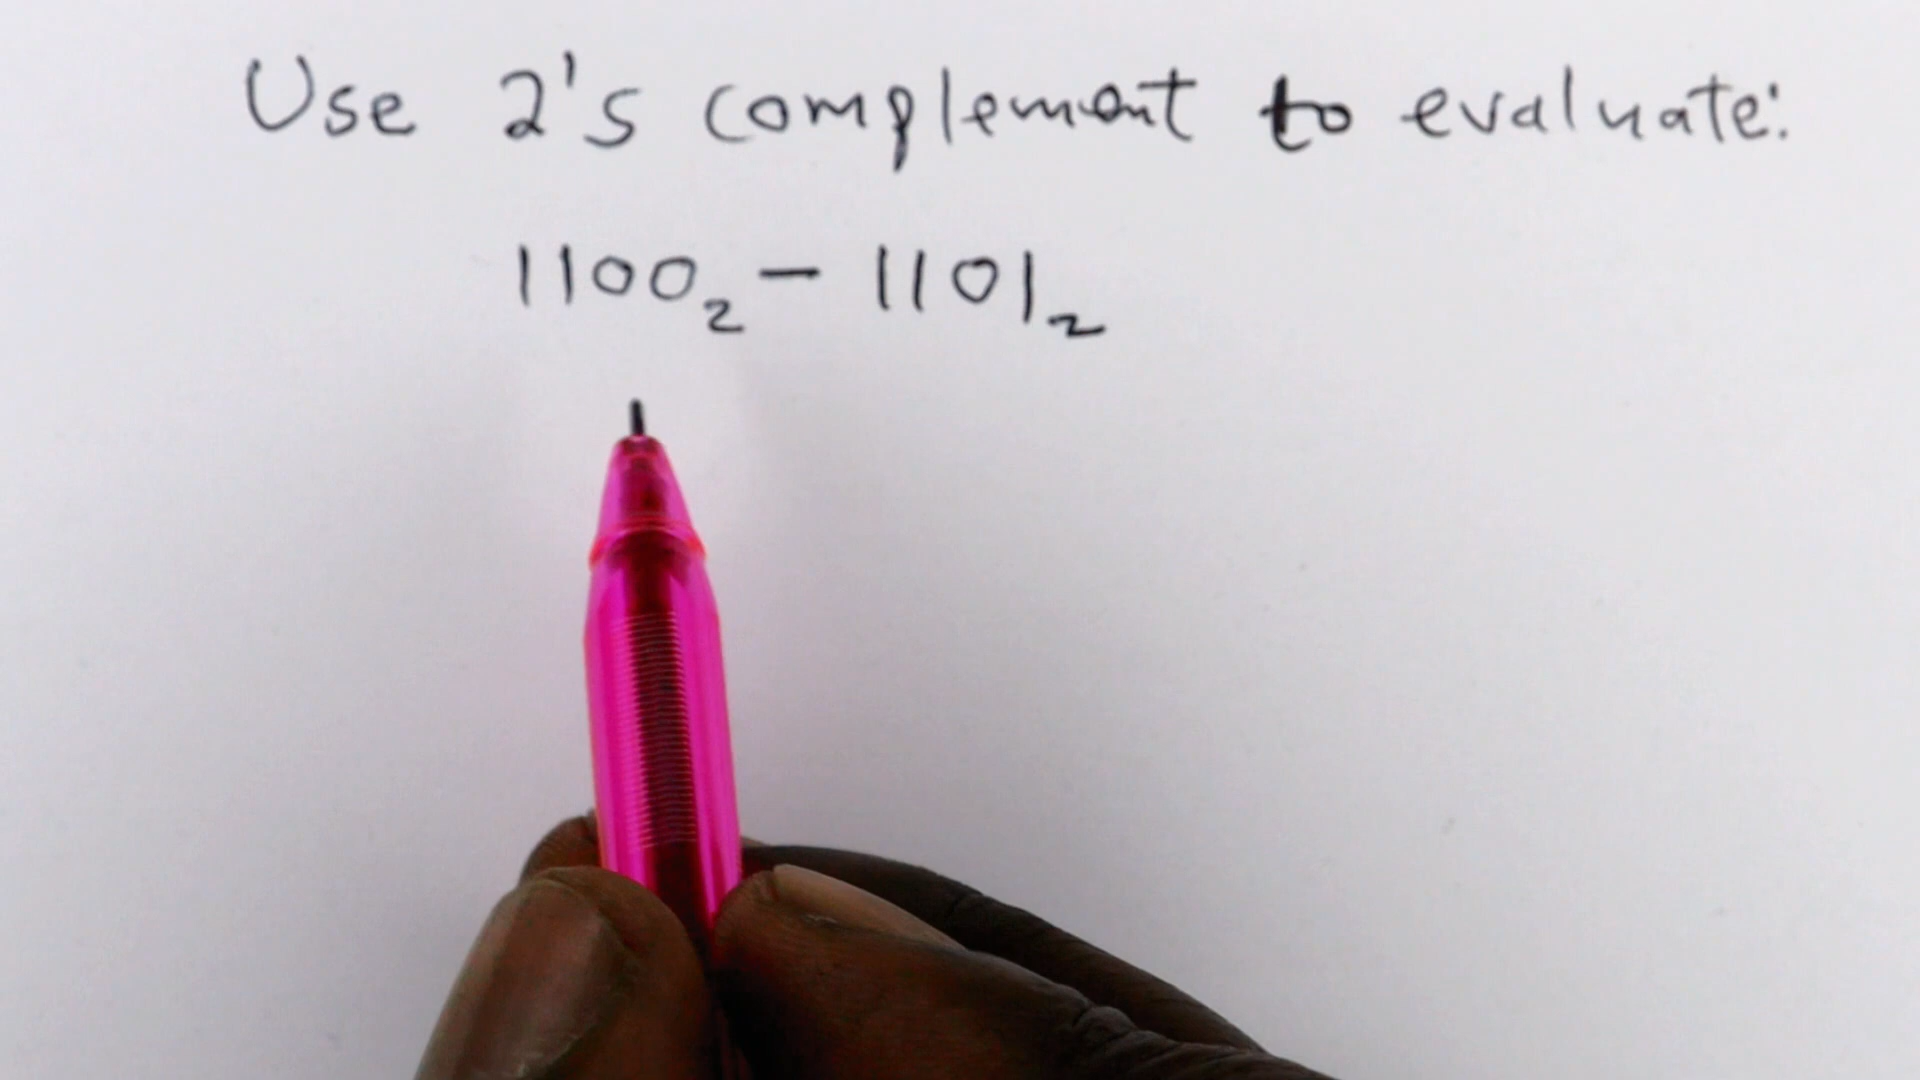 Use 2's complement to evaluate:
1100₂ - 1101₂